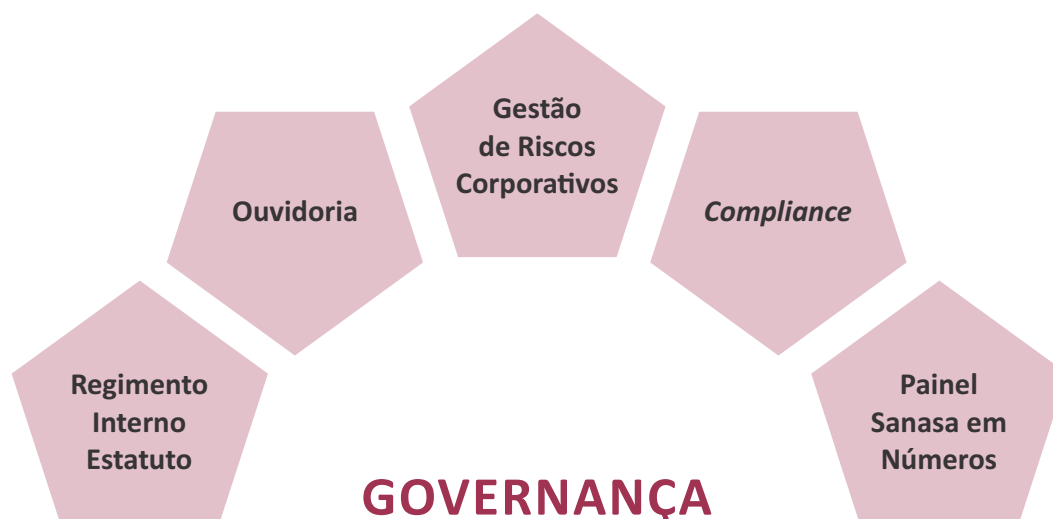 Gestão
de Riscos
Corporativos
Ouvidoria
Compliance
Regimento
Interno
Estatuto
Painel
Sanasa em
Números
GOVERNANÇA